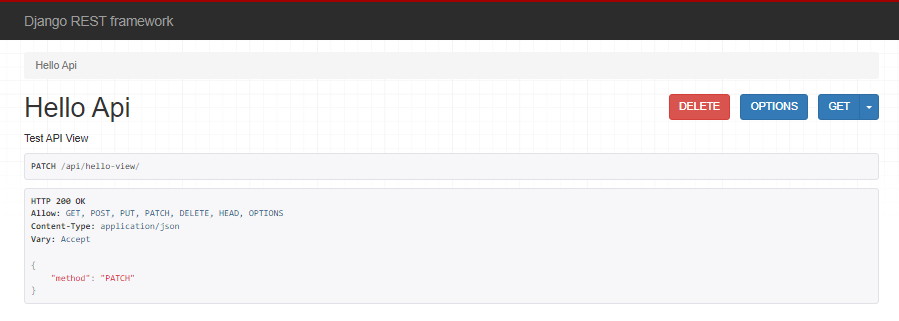 Django REST framework
Hello Api
Hello Api
DELETE
OPTIONS
GET
Test API View
PATCH /api/hello-view/
HTTP 200 OK
Allow: GET, POST, PUT, PATCH, DELETE, HEAD, OPTIONS
Content-Type: application/json
Vary: Accept
{
    "method": "PATCH"
}